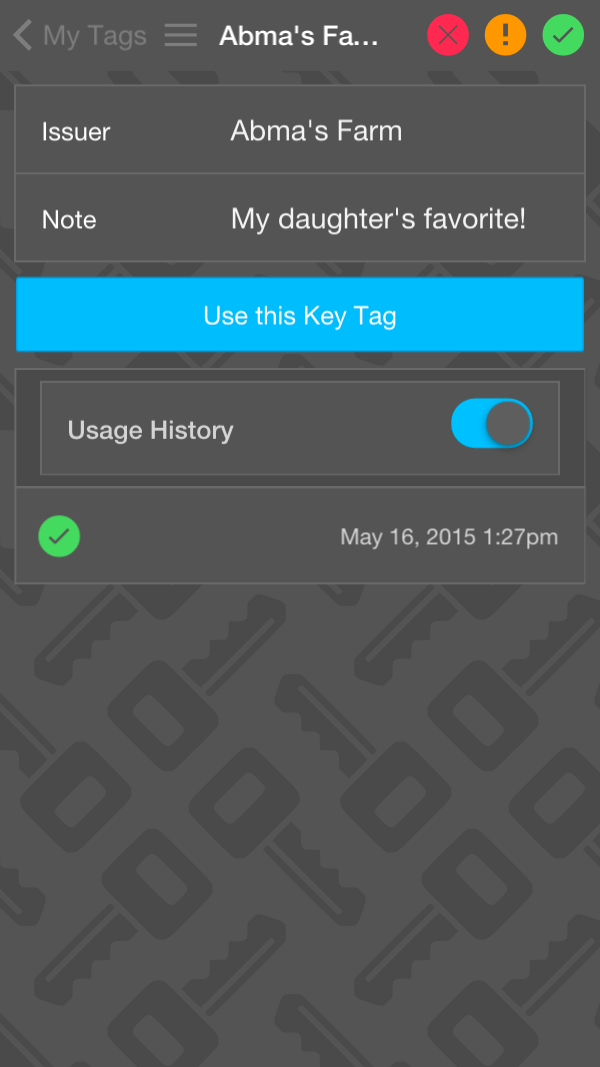 My Tags
Abma's Fa...
Issuer
Abma's Farm
Note
My daughter's favorite!
Use this Key Tag
Usage History
May 16, 2015 1:27pm